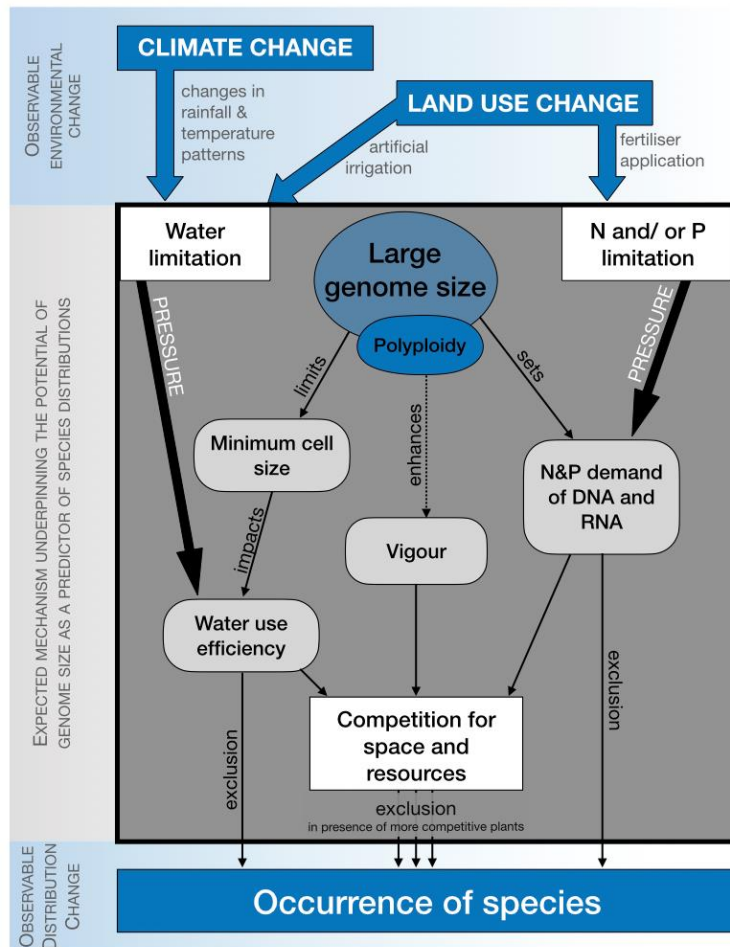 OBSERVABLE
ENVIRONMENTAL
CHANGE
CLIMATE CHANGE
changes in
rainfall &
temperature
patterns
LAND USE CHANGE
artificial
irrigation
fertiliser
application
EXPECTED MECHANISM UNDERPINNING THE POTENTIAL OF
GENOME SIZE AS A PREDICTOR OF SPECIES DISTRIBUTIONS
Water
limitation
Large
genome size
Polyploidy
N and/ or P
limitation
PRESSURE
limits
enhances
sets
PRESSURE
Minimum cell
size
N&P demand
of DNA and
RNA
impacts
Vigour
Water use
efficiency
exclusion
Competition for
space and
resources
exclusion
exclusion
in presence of more competitive plants
OBSERVABLE
DISTRIBUTION
CHANGE
Occurrence of species